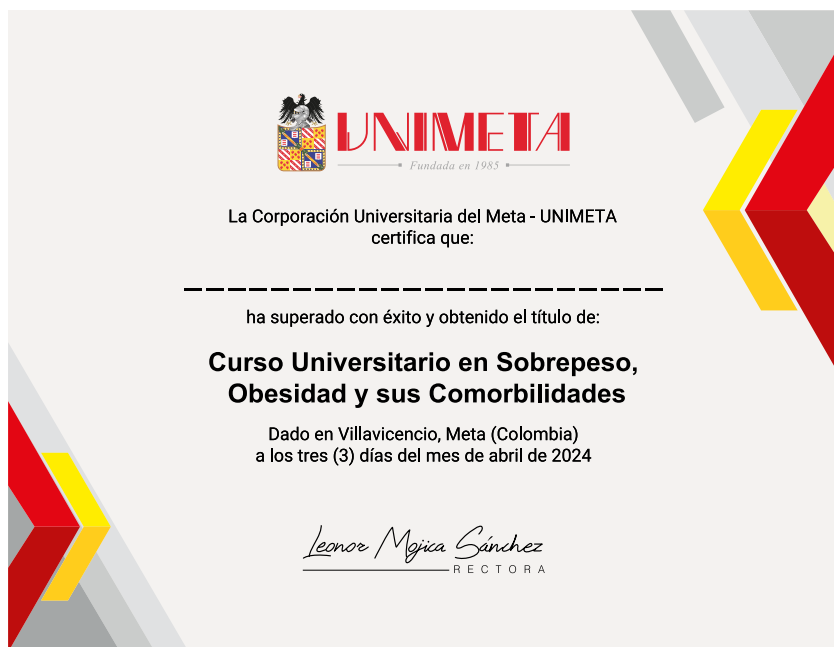 UNIMETA
Fundada en 1985
La Corporación Universitaria del Meta - UNIMETA
certifica que:
ha superado con éxito y obtenido el título de:
Curso Universitario en Sobrepeso,
Obesidad y sus Comorbilidades
Dado en Villavicencio, Meta (Colombia)
a los tres (3) días del mes de abril de 2024
Leonor Mojica Sánchez
RECTORA